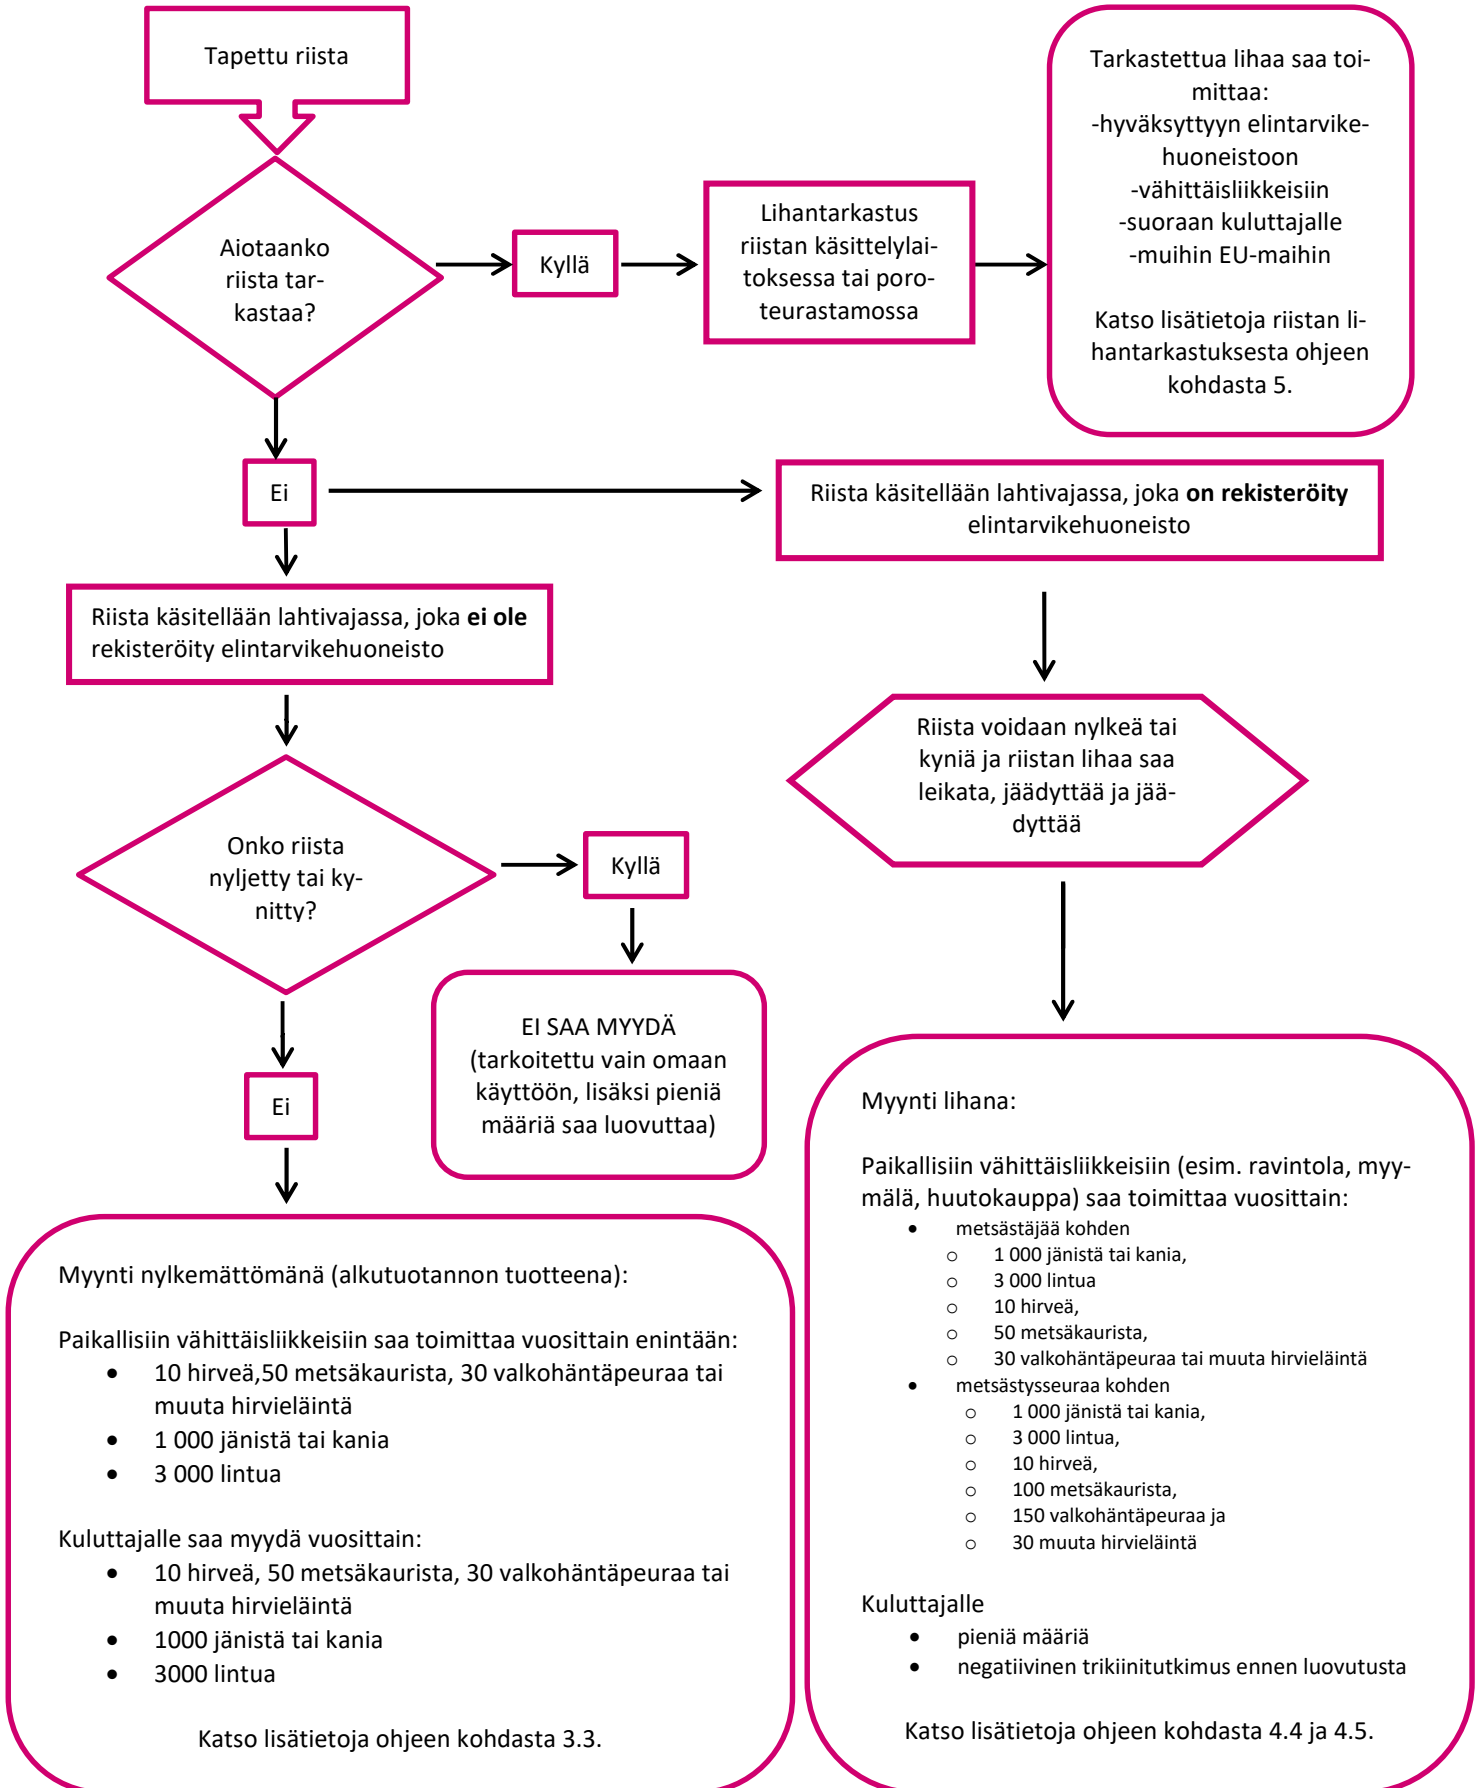 Tapettu riista
Aiotaanko
riista tar-
kastaa?
Kyllä
Lihantarkastus
riistan käsittelylai-
toksessa tai poro-
teurastamossa
Tarkastettua lihaa saa toi-
mittaa:
-hyväksyttyyn elintarvike-
huoneistoon
-vähittäisliikkeisiin
-suoraan kuluttajalle
-muihin EU-maihin
Katso lisätietoja riistan li-
hantarkastuksesta ohjeen
kohdasta 5.
Ei
Riista käsitellään lahtivajassa, joka on rekisteröity
elintarvikehuoneisto
Riista käsitellään lahtivajassa, joka ei ole
rekisteröity elintarvikehuoneisto
Riista voidaan nylkeä tai
kyniä ja riistan lihaa saa
leikata, jäädyttää ja jää-
dyttää
Onko riista
nyljetty tai ky-
nitty?
Kyllä
EI SAA MYYDÄ
(tarkoitettu vain omaan
käyttöön, lisäksi pieniä
määriä saa luovuttaa)
Ei
Myynti nylkemättömänä (alkutuotannon tuotteena):
Paikallisiin vähittäisliikkeisiin saa toimittaa vuosittain enintään:
• 10 hirveä,50 metsäkaurista, 30 valkohäntäpeuraa tai
muuta hirvieläintä
• 1 000 jänistä tai kania
• 3 000 lintua
Kuluttajalle saa myydä vuosittain:
• 10 hirveä, 50 metsäkaurista, 30 valkohäntäpeuraa tai
muuta hirvieläintä
• 1000 jänistä tai kania
• 3000 lintua
Katso lisätietoja ohjeen kohdasta 3.3.
Myynti lihana:
Paikallisiin vähittäisliikkeisiin (esim. ravintola, myy-
mälä, huutokauppa) saa toimittaa vuosittain:
• metsästäjää kohden
o 1 000 jänistä tai kania,
o 3 000 lintua
o 10 hirveä,
o 50 metsäkaurista,
o 30 valkohäntäpeuraa tai muuta hirvieläintä
• metsästysseuraa kohden
o 1 000 jänistä tai kania,
o 3 000 lintua,
o 10 hirveä,
o 100 metsäkaurista,
o 150 valkohäntäpeuraa ja
o 30 muuta hirvieläintä
Kuluttajalle
• pieniä määriä
• negatiivinen trikiinitutkimus ennen luovutusta
Katso lisätietoja ohjeen kohdasta 4.4 ja 4.5.